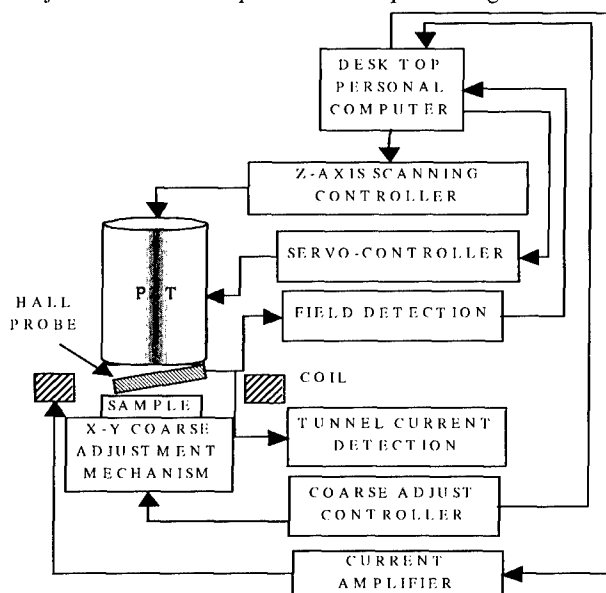 DESK TOP
PERSONAL
COMPUTER
Z-AXIS SCANNING
CONTROLLER
SERVO-CONTROLLER
HALL
PROBE
FIELD DETECTION
COIL
SAMPLE
X-Y COARSE
ADJUSTMENT
MECHANISM
TUNNEL CURRENT
DETECTION
COARSE ADJUST
CONTROLLER
CURRENT
AMPLIFIER